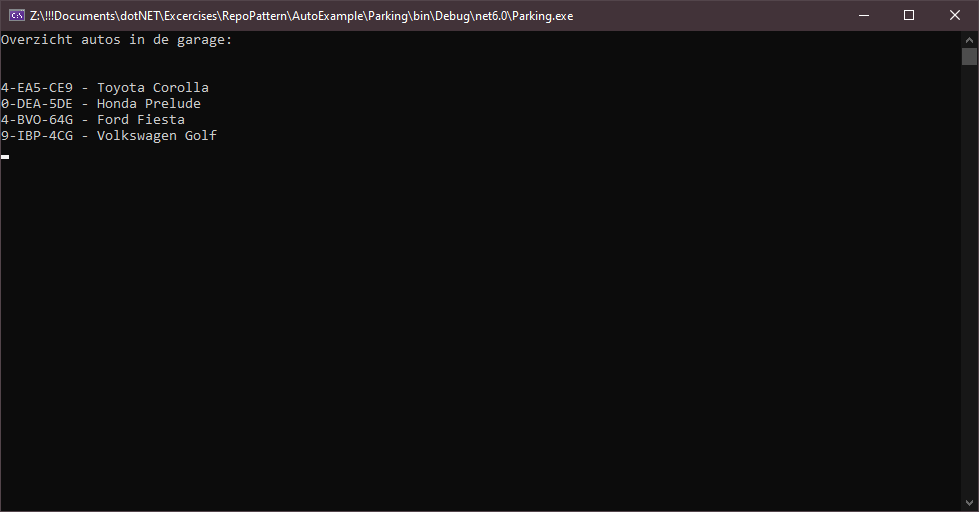 Z:\!!!Documents\dotNET\Excercises\RepoPattern\AutoExample\Parking\bin\Debug\net6.0\Parking.exe
Overzicht autos in de garage:
4-EA5-CE9 - Toyota Corolla
0-DEA-5DE - Honda Prelude
4-BVO-64G - Ford Fiesta
9-IBP-4CG - Volkswagen Golf